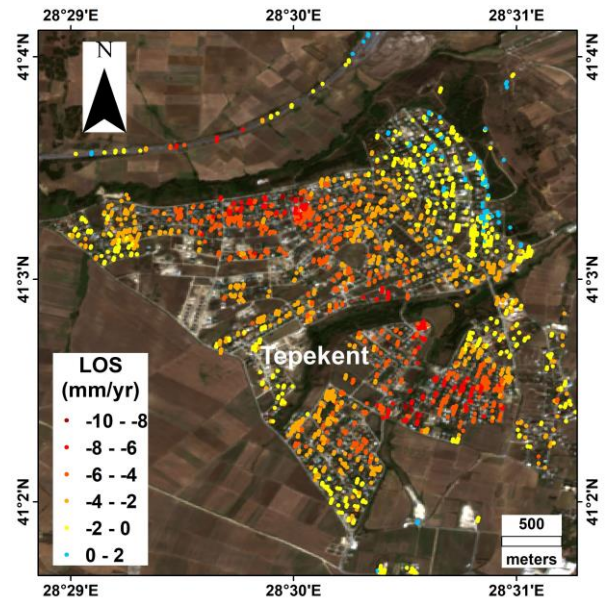 28°29'E
28°30'E
28°31'E
41°4'N
41°4'N
N
41°3'N
41°3'N
Tepekent
LOS
(mm/yr)
-10 - -8
-8 - -6
-6 - -4
-4 - -2
-2 - 0
0 - 2
41°2'N
41°2'N
500
meters
28°29'E
28°30'E
28°31'E